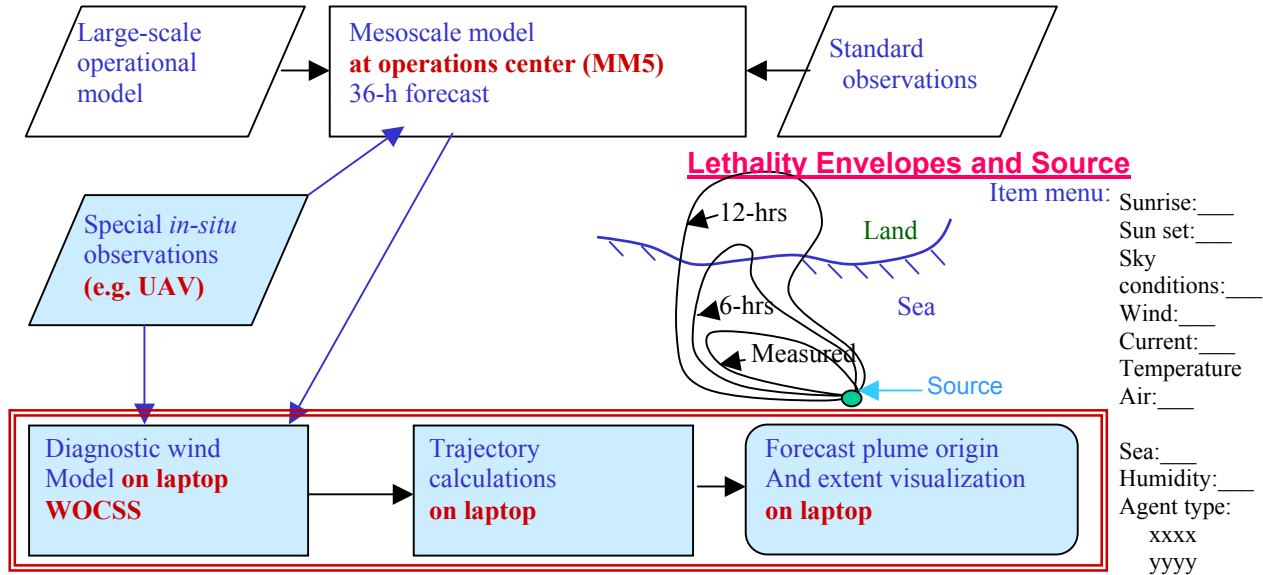 Large-scale
operational
model
Mesoscale model
at operations center (MM5)
36-h forecast
Standard
observations
Special in-situ
observations
(e.g. UAV)
Lethality Envelopes and Source
12-hrs
Land
6-hrs
Sea
Measured
Source
Item menu:
Sunrise:___
Sun set:___
Sky
conditions:___
Wind:___
Current:___
Temperature
Air:___
Sea:___
Humidity:___
Agent type:
xxxx
yyyy
Diagnostic wind
Model on laptop
WOCSS
Trajectory
calculations
on laptop
Forecast plume origin
And extent visualization
on laptop